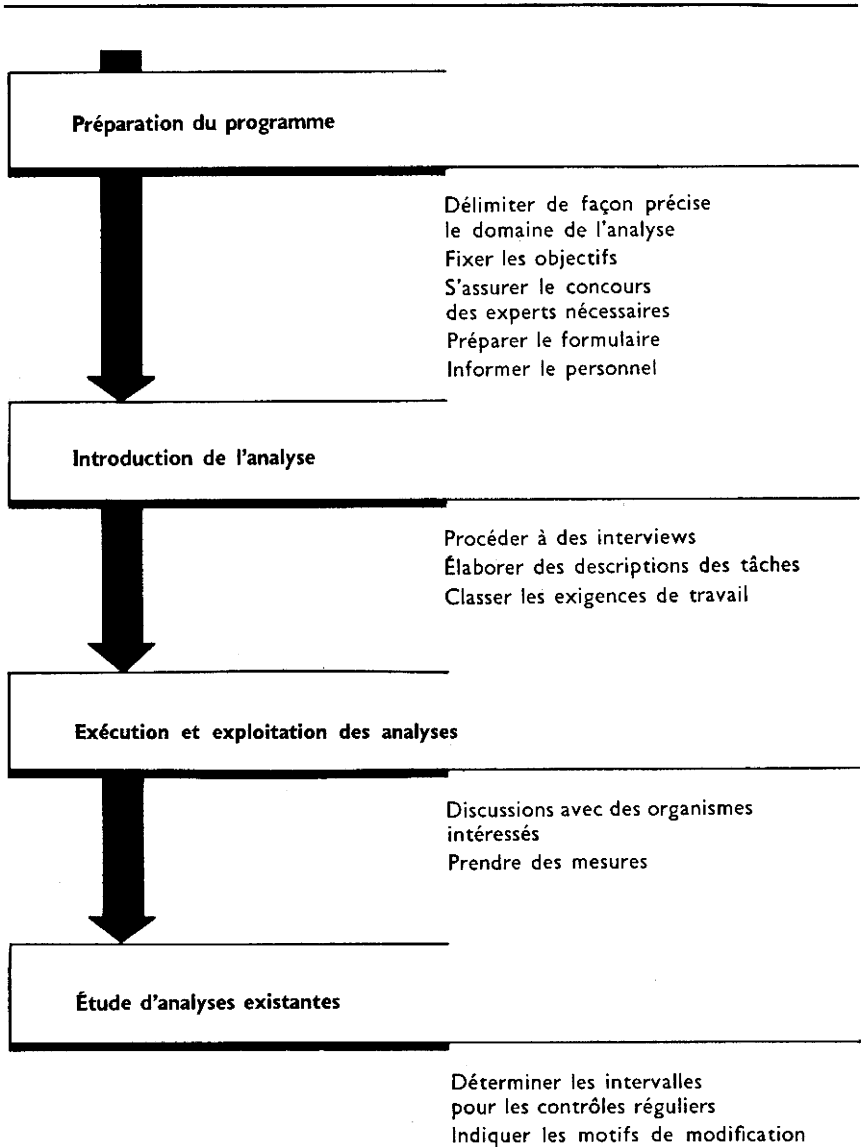 Préparation du programme
Délimiter de façon précise
le domaine de l'analyse
Fixer les objectifs
S'assurer le concours
des experts nécessaires
Préparer le formulaire
Informer le personnel
Introduction de l'analyse
Procéder à des interviews
Élaborer des descriptions des tâches
Classer les exigences de travail
Exécution et exploitation des analyses
Discussions avec des organismes
intéressés
Prendre des mesures
Étude d'analyses existantes
Déterminer les intervalles
pour les contrôles réguliers
Indiquer les motifs de modification